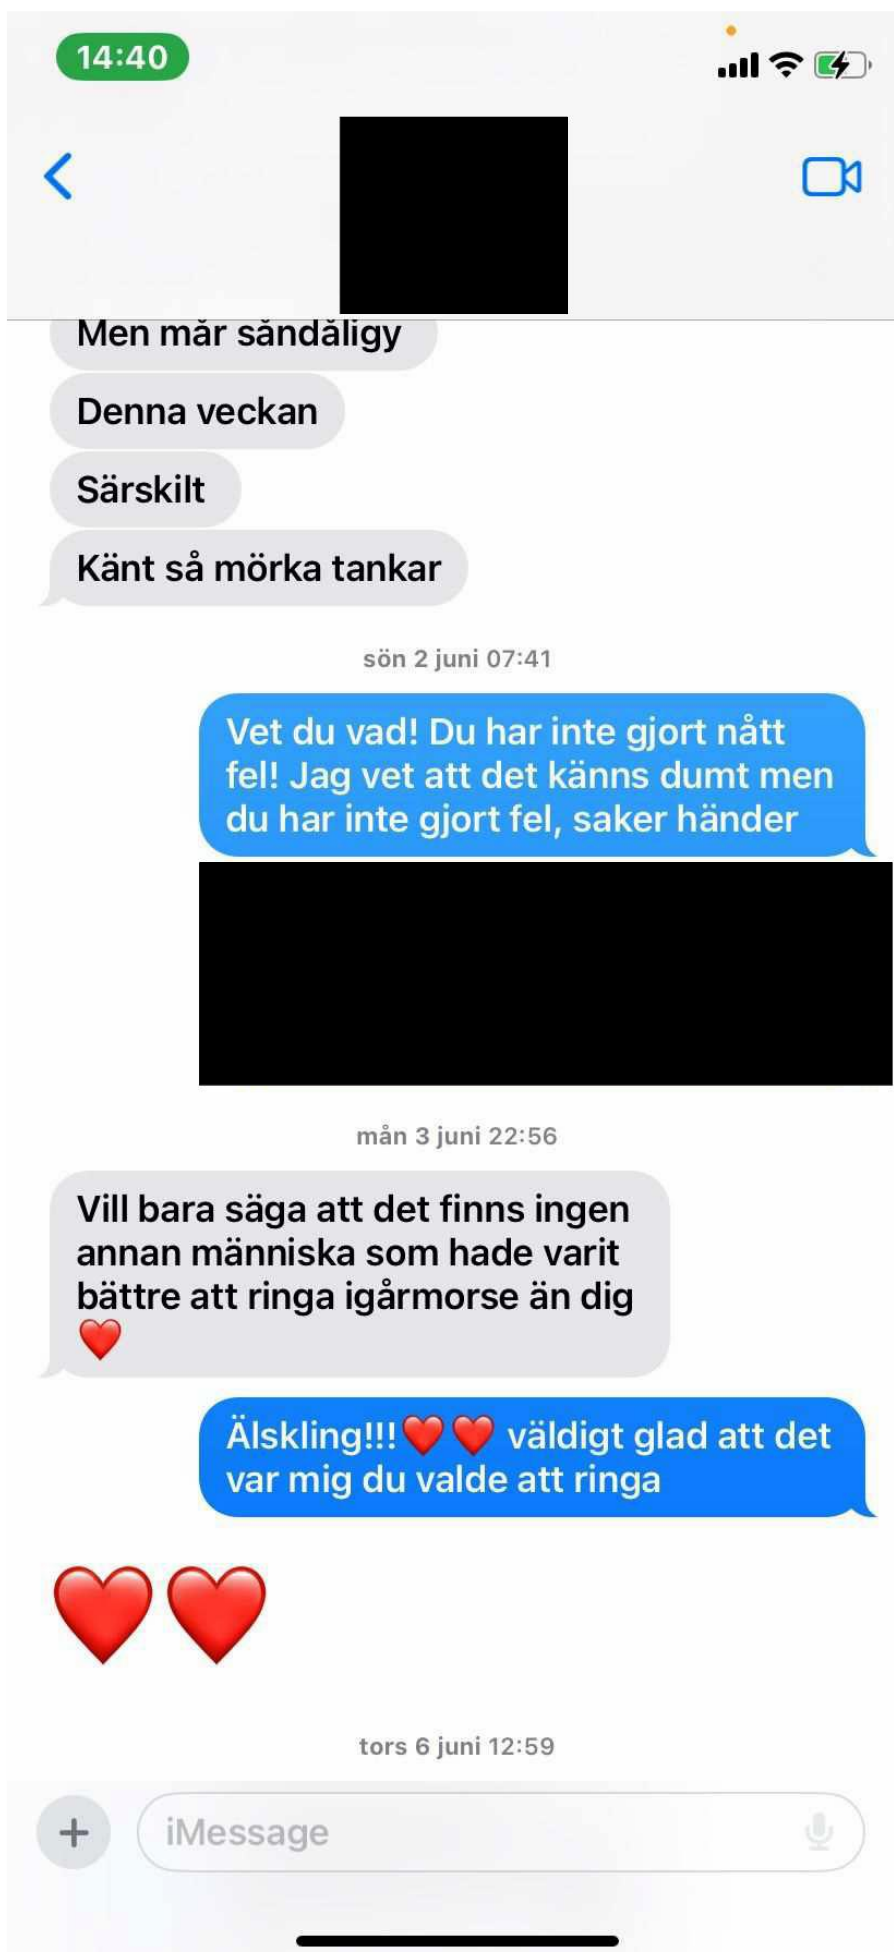 14:40
Men mår såndåligy
Denna veckan
Särskilt
Känt så mörka tankar
sön 2 juni 07:41
Vet du vad! Du har inte gjort nått
fel! Jag vet att det känns dumt men
du har inte gjort fel, saker händer
mån 3 juni 22:56
Vill bara säga att det finns ingen
annan människa som hade varit
bättre att ringa igårmorse än dig
❤️
Älskling!!!❤️❤️ väldigt glad att det
var mig du valde att ringa
❤️❤️
tors 6 juni 12:59
iMessage